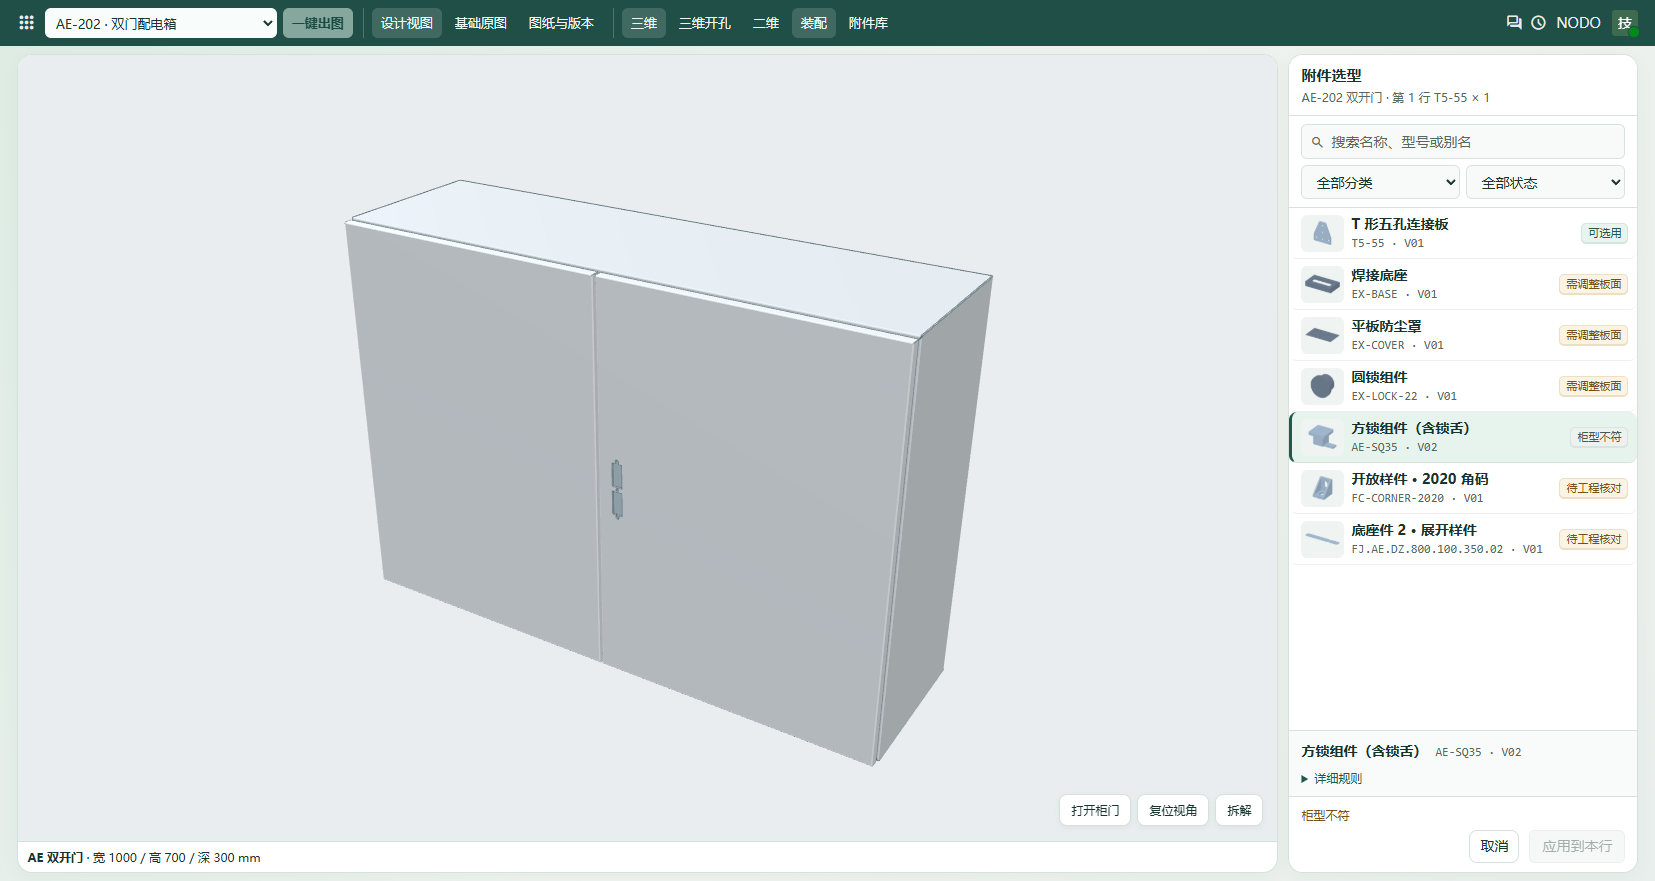 AE-202 · 双门配电箱
一键出图
设计视图
基础原图
图纸与版本
三维
三维开孔
二维
装配
附件库
NODO
技
附件选型
AE-202 双开门 · 第 1 行 T5-55 × 1
搜索名称、型号或别名
全部分类
全部状态
T 形五孔连接板
T5-55 · V01
可选用
焊接底座
EX-BASE · V01
需调整板面
平板防尘罩
EX-COVER · V01
需调整板面
圆锁组件
EX-LOCK-22 · V01
需调整板面
方锁组件（含锁舌）
AE-SQ35 · V02
柜型不符
开放样件 • 2020 角码
FC-CORNER-2020 · V01
待工程核对
底座件 2 • 展开样件
FJ.AE.DZ.800.100.350.02 · V01
待工程核对
方锁组件（含锁舌） AE-SQ35 · V02
详细规则
柜型不符
取消
应用到本行
打开柜门
复位视角
拆解
AE 双开门 · 宽 1000 / 高 700 / 深 300 mm